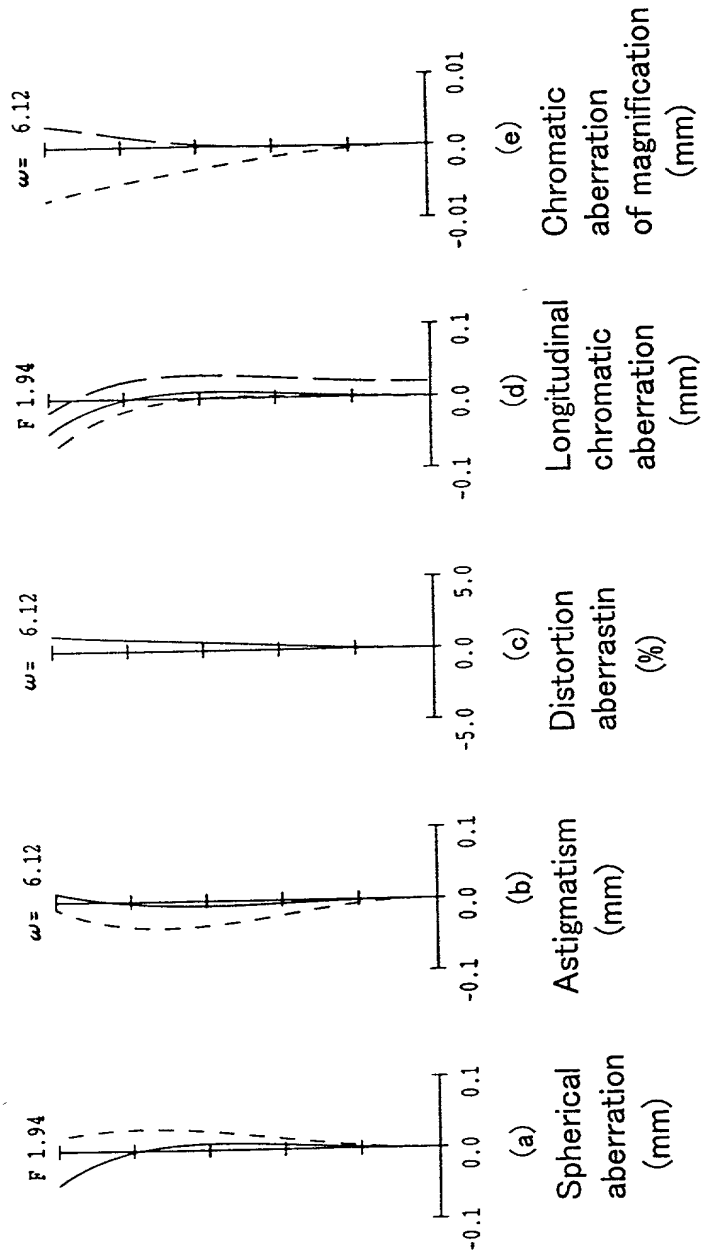 F 1.94
-0.1 0.0 0.1
(a)
Spherical
aberration
(mm)
ω= 6.12
-0.1 0.0 0.1
(b)
Astigmatism
(mm)
ω= 6.12
-5.0 0.0 5.0
(c)
Distortion
aberrastin
(%)
F 1.94
-0.1 0.0 0.1
(d)
Longitudinal
chromatic
aberration
(mm)
ω= 6.12
-0.01 0.0 0.01
(e)
Chromatic
aberration
of magnification
(mm)